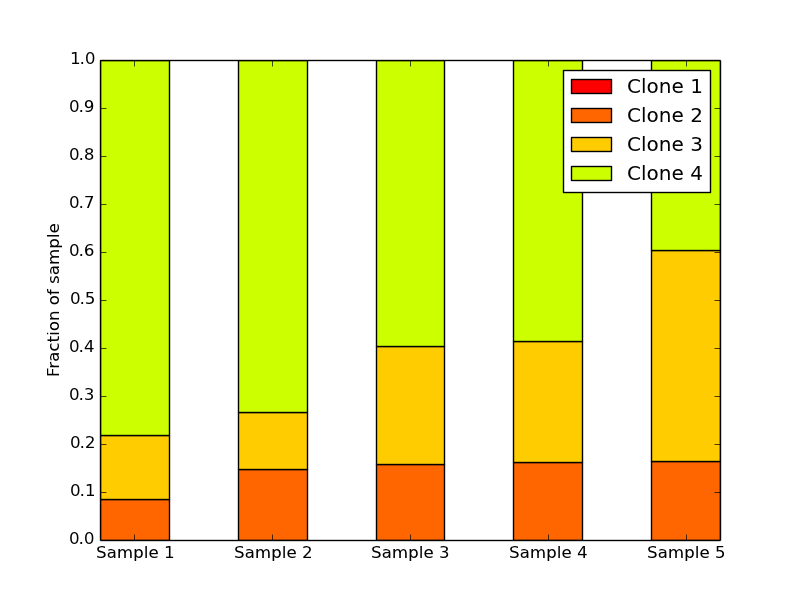 1.0
0.9
0.8
0.7
0.6
0.5
0.4
0.3
0.2
0.1
0.0
Fraction of sample
Clone 1
Clone 2
Clone 3
Clone 4
Sample 1 Sample 2 Sample 3 Sample 4 Sample 5